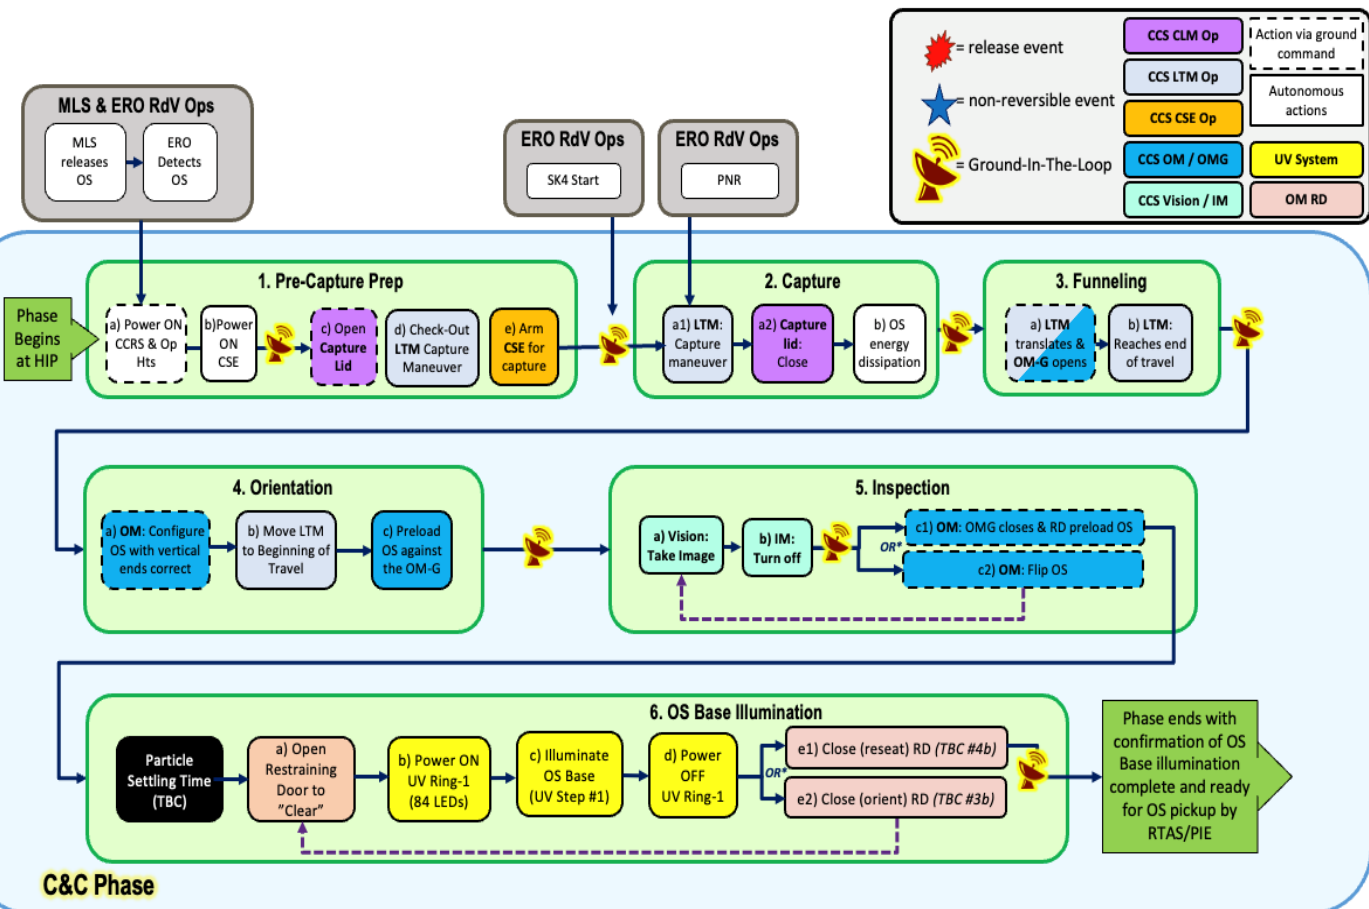 = release event
= non-reversible event
= Ground-In-The-Loop
CCS CLM Op
CCS LTM Op
CCS CSE Op
CCS OM / OMG
CCS Vision / IM
Action via ground
command
Autonomous
actions
UV System
OM RD
MLS & ERO RdV Ops
MLS
releases
OS
ERO
Detects
OS
ERO RdV Ops
SK4 Start
ERO RdV Ops
PNR
Phase
Begins
at HIP
1. Pre-Capture Prep
a) Power ON
CCRS & Op
Hts
b)Power
ON
CSE
c) Open
Capture
Lid
d) Check-Out
LTM Capture
Maneuver
e) Arm
CSE for
capture
2. Capture
a1) LTM:
Capture
maneuver
a2) Capture
lid:
Close
b) OS
energy
dissipation
3. Funneling
a) LTM
translates &
OM-G opens
b) LTM:
Reaches end
of travel
4. Orientation
a) OM: Configure
OS with vertical
ends correct
b) Move LTM
to Beginning of
Travel
c) Preload
OS against
the OM-G
5. Inspection
a) Vision:
Take Image
b) IM:
Turn off
OR*
c1) OM: OMG closes & RD preload OS
c2) OM: Flip OS
6. OS Base Illumination
Particle
Settling Time
(TBC)
a) Open
Restraining
Door to
”Clear”
b) Power ON
UV Ring-1
(84 LEDs)
c) Illuminate
OS Base
(UV Step #1)
d) Power
OFF
UV Ring-1
OR*
e1) Close (reseat) RD (TBC #4b)
e2) Close (orient) RD (TBC #3b)
Phase ends with
confirmation of OS
Base illumination
complete and ready
for OS pickup by
RTAS/PIE
C&C Phase